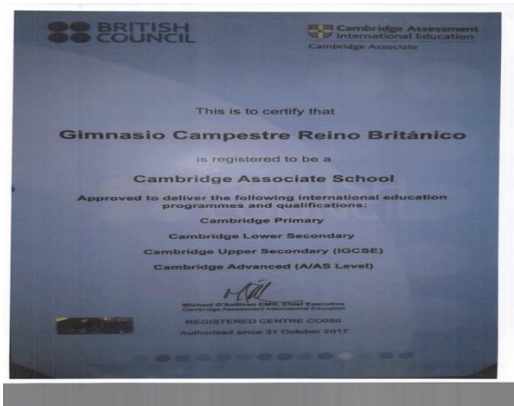 BRITISH
COUNCIL
Cambridge Assessment
International Education
Cambridge Associate
This is to certify that
Gimnasio Campestre Reino Británico
is registered to be a
Cambridge Associate School
Approved to deliver the following international education
programmes and qualifications:
Cambridge Primary
Cambridge Lower Secondary
Cambridge Upper Secondary (IGCSE)
Cambridge Advanced (A/AS Level)
Michael O'Sullivan CMG, Chief Executive
Cambridge Assessment International Education
REGISTERED CENTRE CO080
Authorised since 31 October 2017